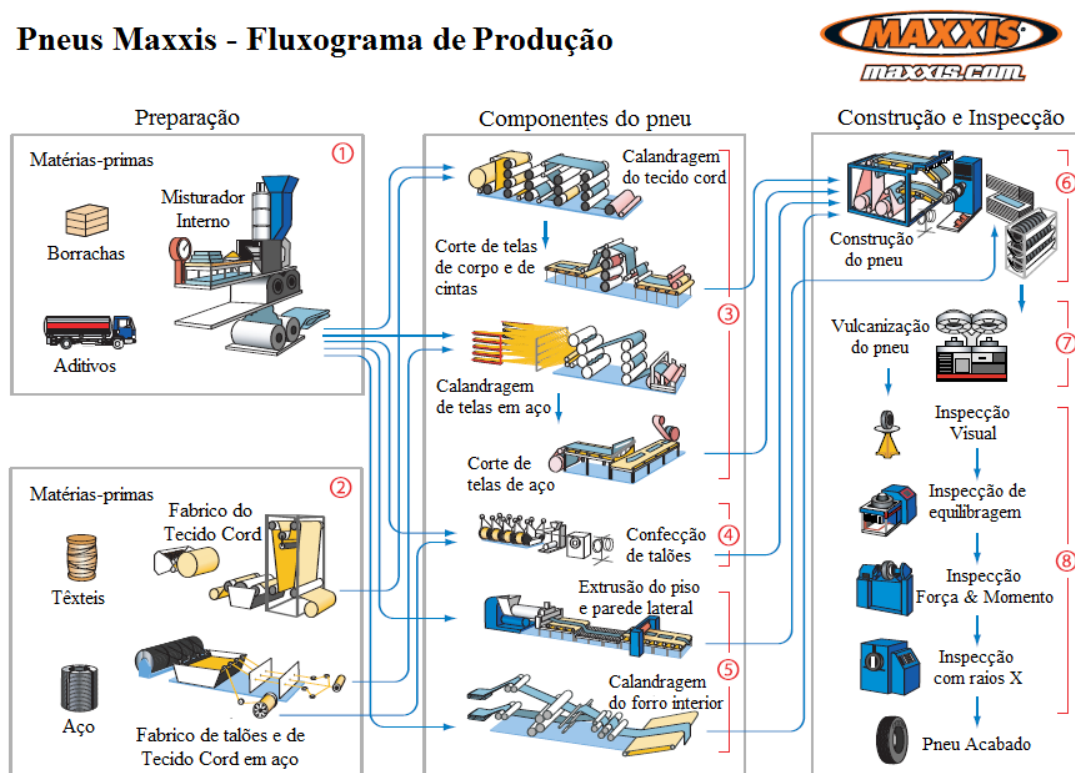 Pneus Maxxis - Fluxograma de Produção
MAXXIS
maxxis.com.
Preparação
Matérias-primas
1
Misturador
Interno
Borrachas
Aditivos
Matérias-primas
2
Fabrico do
Tecido Cord
Têxteis
Aço
Fabrico de talões e de
Tecido Cord em aço
Componentes do pneu
Calandragem
do tecido cord
Corte de telas
de corpo e de
cintas
3
Calandragem
de telas em aço
Corte de
telas de aço
Confecção
de talões
4
Extrusão do piso
e parede lateral
5
Calandragem
do forro interior
Construção e Inspecção
6
Construção
do pneu
Vulcanização
do pneu
7
Inspecção
Visual
Inspecção de
equilibragem
8
Inspecção
Força & Momento
Inspecção
com raios X
Pneu Acabado